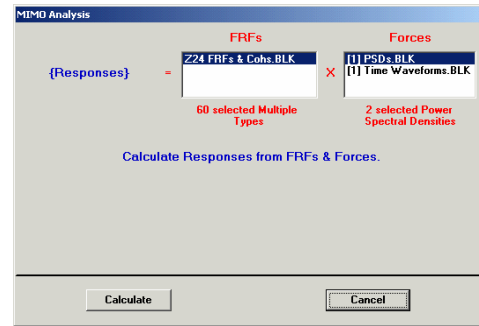 MIMO Analysis
FRFs Forces
{Responses} = Z24 FRFs & Cohs.BLK X [1] PSDs.BLK
[1] Time Waveforms.BLK
60 selected Multiple 2 selected Power
Types Spectral Densities
Calculate Responses from FRFs & Forces.
Calculate Cancel